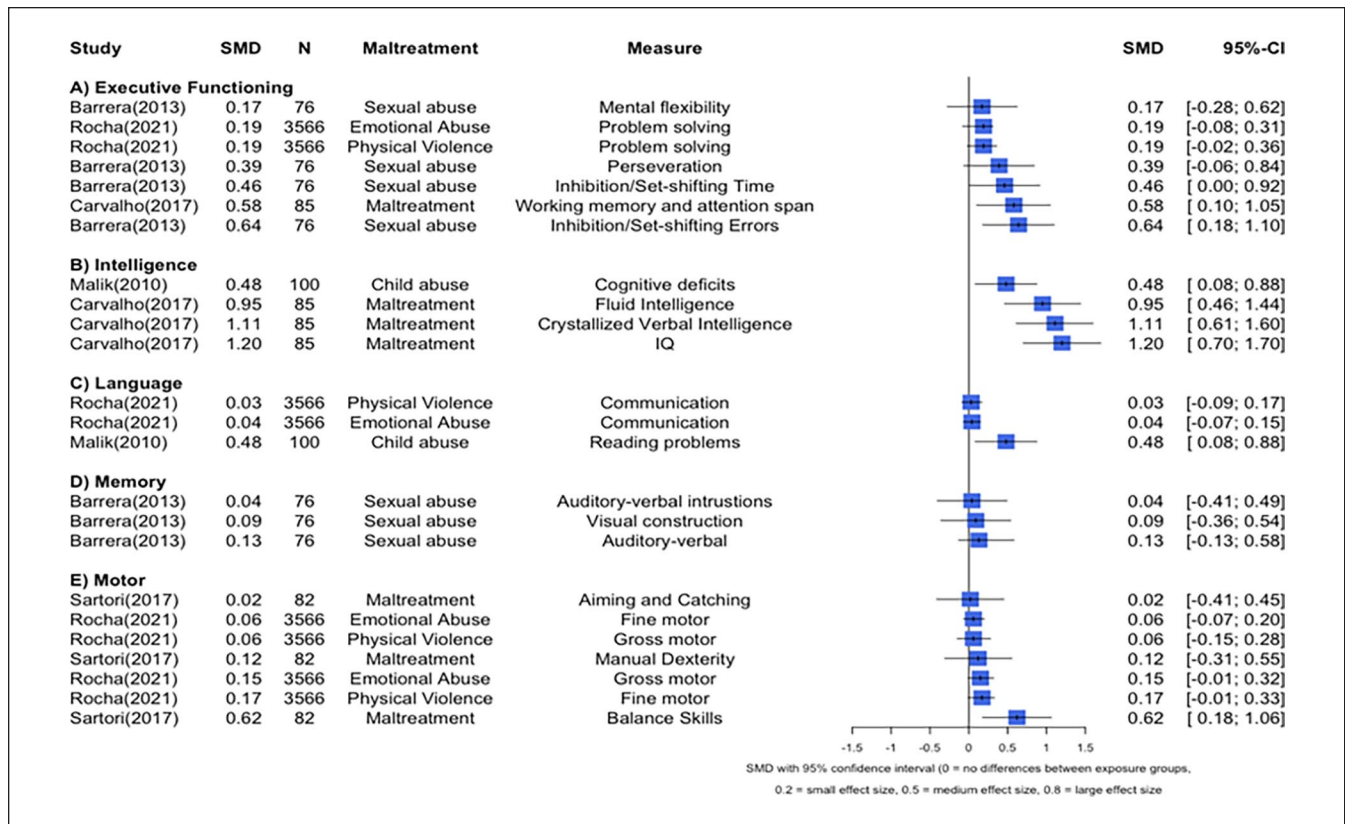 Study SMD N Maltreatment Measure SMD 95%-CI
A) Executive Functioning
Barrera(2013) 0.17 76 Sexual abuse Mental flexibility 0.17 [-0.28; 0.62]
Rocha(2021) 0.19 3566 Emotional Abuse Problem solving 0.19 [-0.08; 0.31]
Rocha(2021) 0.19 3566 Physical Violence Problem solving 0.19 [-0.02; 0.36]
Barrera(2013) 0.39 76 Sexual abuse Perseveration 0.39 [-0.06; 0.84]
Barrera(2013) 0.46 76 Sexual abuse Inhibition/Set-shifting Time 0.46 [ 0.00; 0.92]
Carvalho(2017) 0.58 85 Maltreatment Working memory and attention span 0.58 [ 0.10; 1.05]
Barrera(2013) 0.64 76 Sexual abuse Inhibition/Set-shifting Errors 0.64 [ 0.18; 1.10]
B) Intelligence
Malik(2010) 0.48 100 Child abuse Cognitive deficits 0.48 [ 0.08; 0.88]
Carvalho(2017) 0.95 85 Maltreatment Fluid Intelligence 0.95 [ 0.46; 1.44]
Carvalho(2017) 1.11 85 Maltreatment Crystallized Verbal Intelligence 1.11 [ 0.61; 1.60]
Carvalho(2017) 1.20 85 Maltreatment IQ 1.20 [ 0.70; 1.70]
C) Language
Rocha(2021) 0.03 3566 Physical Violence Communication 0.03 [-0.09; 0.17]
Rocha(2021) 0.04 3566 Emotional Abuse Communication 0.04 [-0.07; 0.15]
Malik(2010) 0.48 100 Child abuse Reading problems 0.48 [ 0.08; 0.88]
D) Memory
Barrera(2013) 0.04 76 Sexual abuse Auditory-verbal intrustions 0.04 [-0.41; 0.49]
Barrera(2013) 0.09 76 Sexual abuse Visual construction 0.09 [-0.36; 0.54]
Barrera(2013) 0.13 76 Sexual abuse Auditory-verbal 0.13 [-0.13; 0.58]
E) Motor
Sartori(2017) 0.02 82 Maltreatment Aiming and Catching 0.02 [-0.41; 0.45]
Rocha(2021) 0.06 3566 Emotional Abuse Fine motor 0.06 [-0.07; 0.20]
Rocha(2021) 0.06 3566 Physical Violence Gross motor 0.06 [-0.15; 0.28]
Sartori(2017) 0.12 82 Maltreatment Manual Dexterity 0.12 [-0.31; 0.55]
Rocha(2021) 0.15 3566 Emotional Abuse Gross motor 0.15 [-0.01; 0.32]
Rocha(2021) 0.17 3566 Physical Violence Fine motor 0.17 [-0.01; 0.33]
Sartori(2017) 0.62 82 Maltreatment Balance Skills 0.62 [ 0.18; 1.06]
-1.5 -1 -0.5 0 0.5 1 1.5
SMD with 95% confidence interval (0 = no differences between exposure groups,
0.2 = small effect size, 0.5 = medium effect size, 0.8 = large effect size